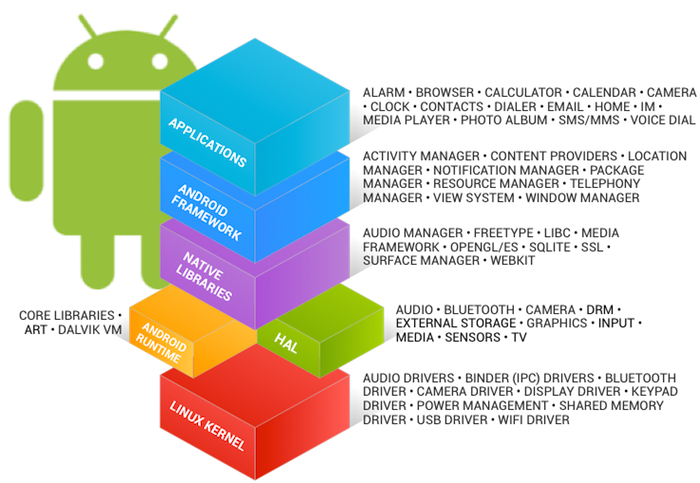 ALARM • BROWSER • CALCULATOR • CALENDAR • CAMERA
• CLOCK • CONTACTS • DIALER • EMAIL • HOME • IM •
MEDIA PLAYER • PHOTO ALBUM • SMS/MMS • VOICE DIAL
APPLICATIONS
ACTIVITY MANAGER • CONTENT PROVIDERS • LOCATION
MANAGER • NOTIFICATION MANAGER • PACKAGE
MANAGER • RESOURCE MANAGER • TELEPHONY
MANAGER • VIEW SYSTEM • WINDOW MANAGER
ANDROID
FRAMEWORK
AUDIO MANAGER • FREETYPE • LIBC • MEDIA
FRAMEWORK • OPENGL/ES • SQLITE • SSL •
SURFACE MANAGER • WEBKIT
NATIVE
LIBRARIES
CORE LIBRARIES •
ART • DALVIK VM
ANDROID
RUNTIME
HAL
AUDIO • BLUETOOTH • CAMERA • DRM •
EXTERNAL STORAGE • GRAPHICS • INPUT •
MEDIA • SENSORS • TV
AUDIO DRIVERS • BINDER (IPC) DRIVERS • BLUETOOTH
DRIVER • CAMERA DRIVER • DISPLAY DRIVER • KEYPAD
DRIVER • POWER MANAGEMENT • SHARED MEMORY
DRIVER • USB DRIVER • WIFI DRIVER
LINUX KERNEL